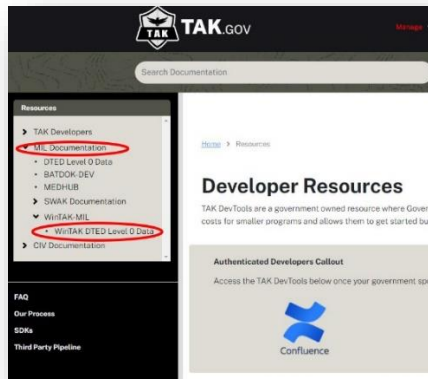 TAK
TAK.GOV
Manage
Search Documentation
Resources
TAK Developers
MIL Documentation
DTED Level 0 Data
BATDOK-DEV
MEDHUB
SWAK Documentation
WinTAK-MIL
WinTAK DTED Level 0 Data
CIV Documentation
FAQ
Our Process
SDKs
Third Party Pipeline
Home > Resources
Developer Resources
TAK DevTools are a government owned resource where Gover
costs for smaller programs and allows them to get started bu
Authenticated Developers Callout
Access the TAK DevTools below once your government sp
Confluence